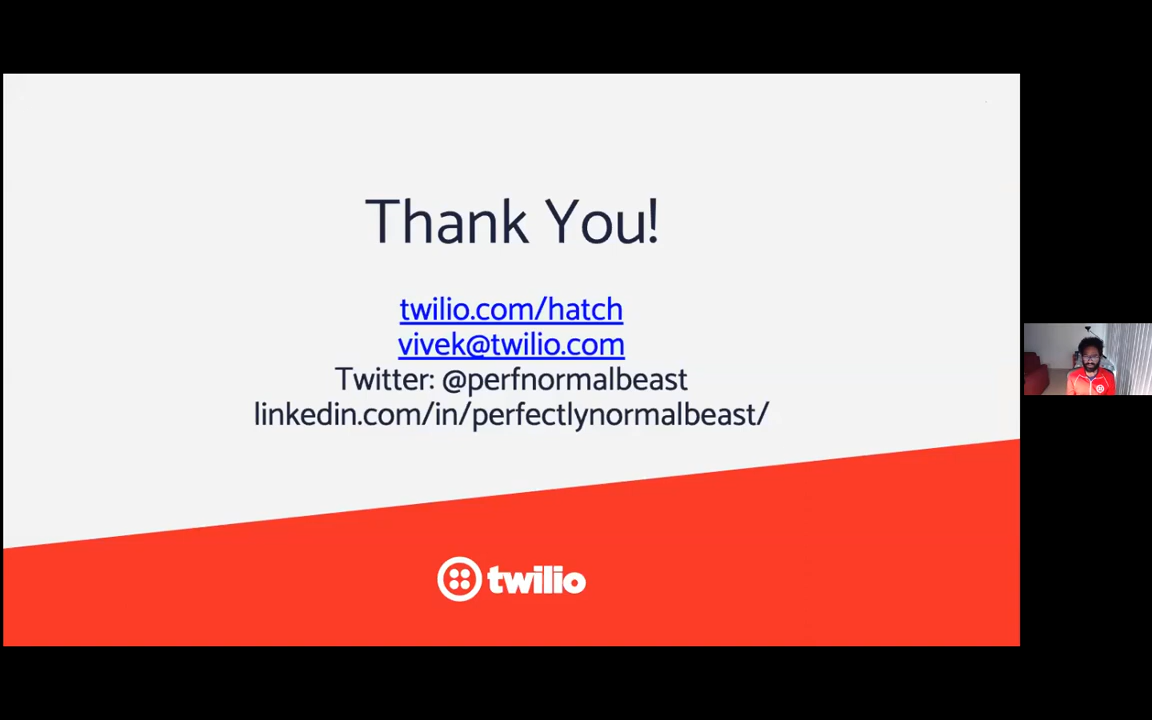 Thank You!
twilio.com/hatch
vivek@twilio.com
Twitter: @perfnormalbeast
linkedin.com/in/perfectlynormalbeast/
twilio